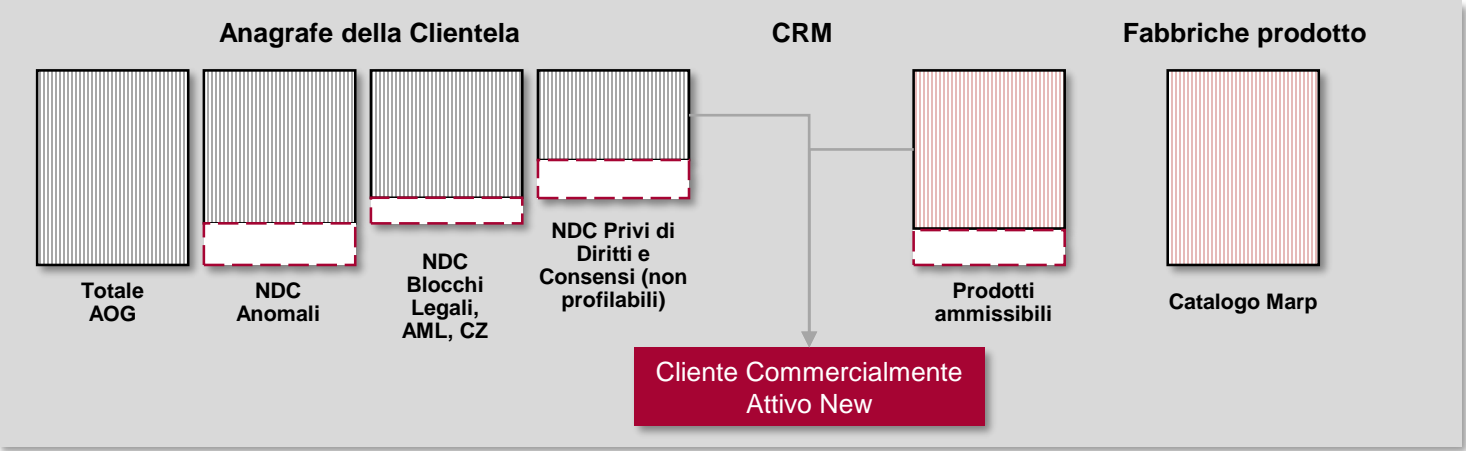 Anagrafe della Clientela
CRM
Fabbriche prodotto
Totale
AOG
NDC
Anomali
NDC
Blocchi
Legali,
AML, CZ
NDC Privi di
Diritti e
Consensi (non
profilabili)
Prodotti
ammissibili
Catalogo Marp
Cliente Commercialmente
Attivo New